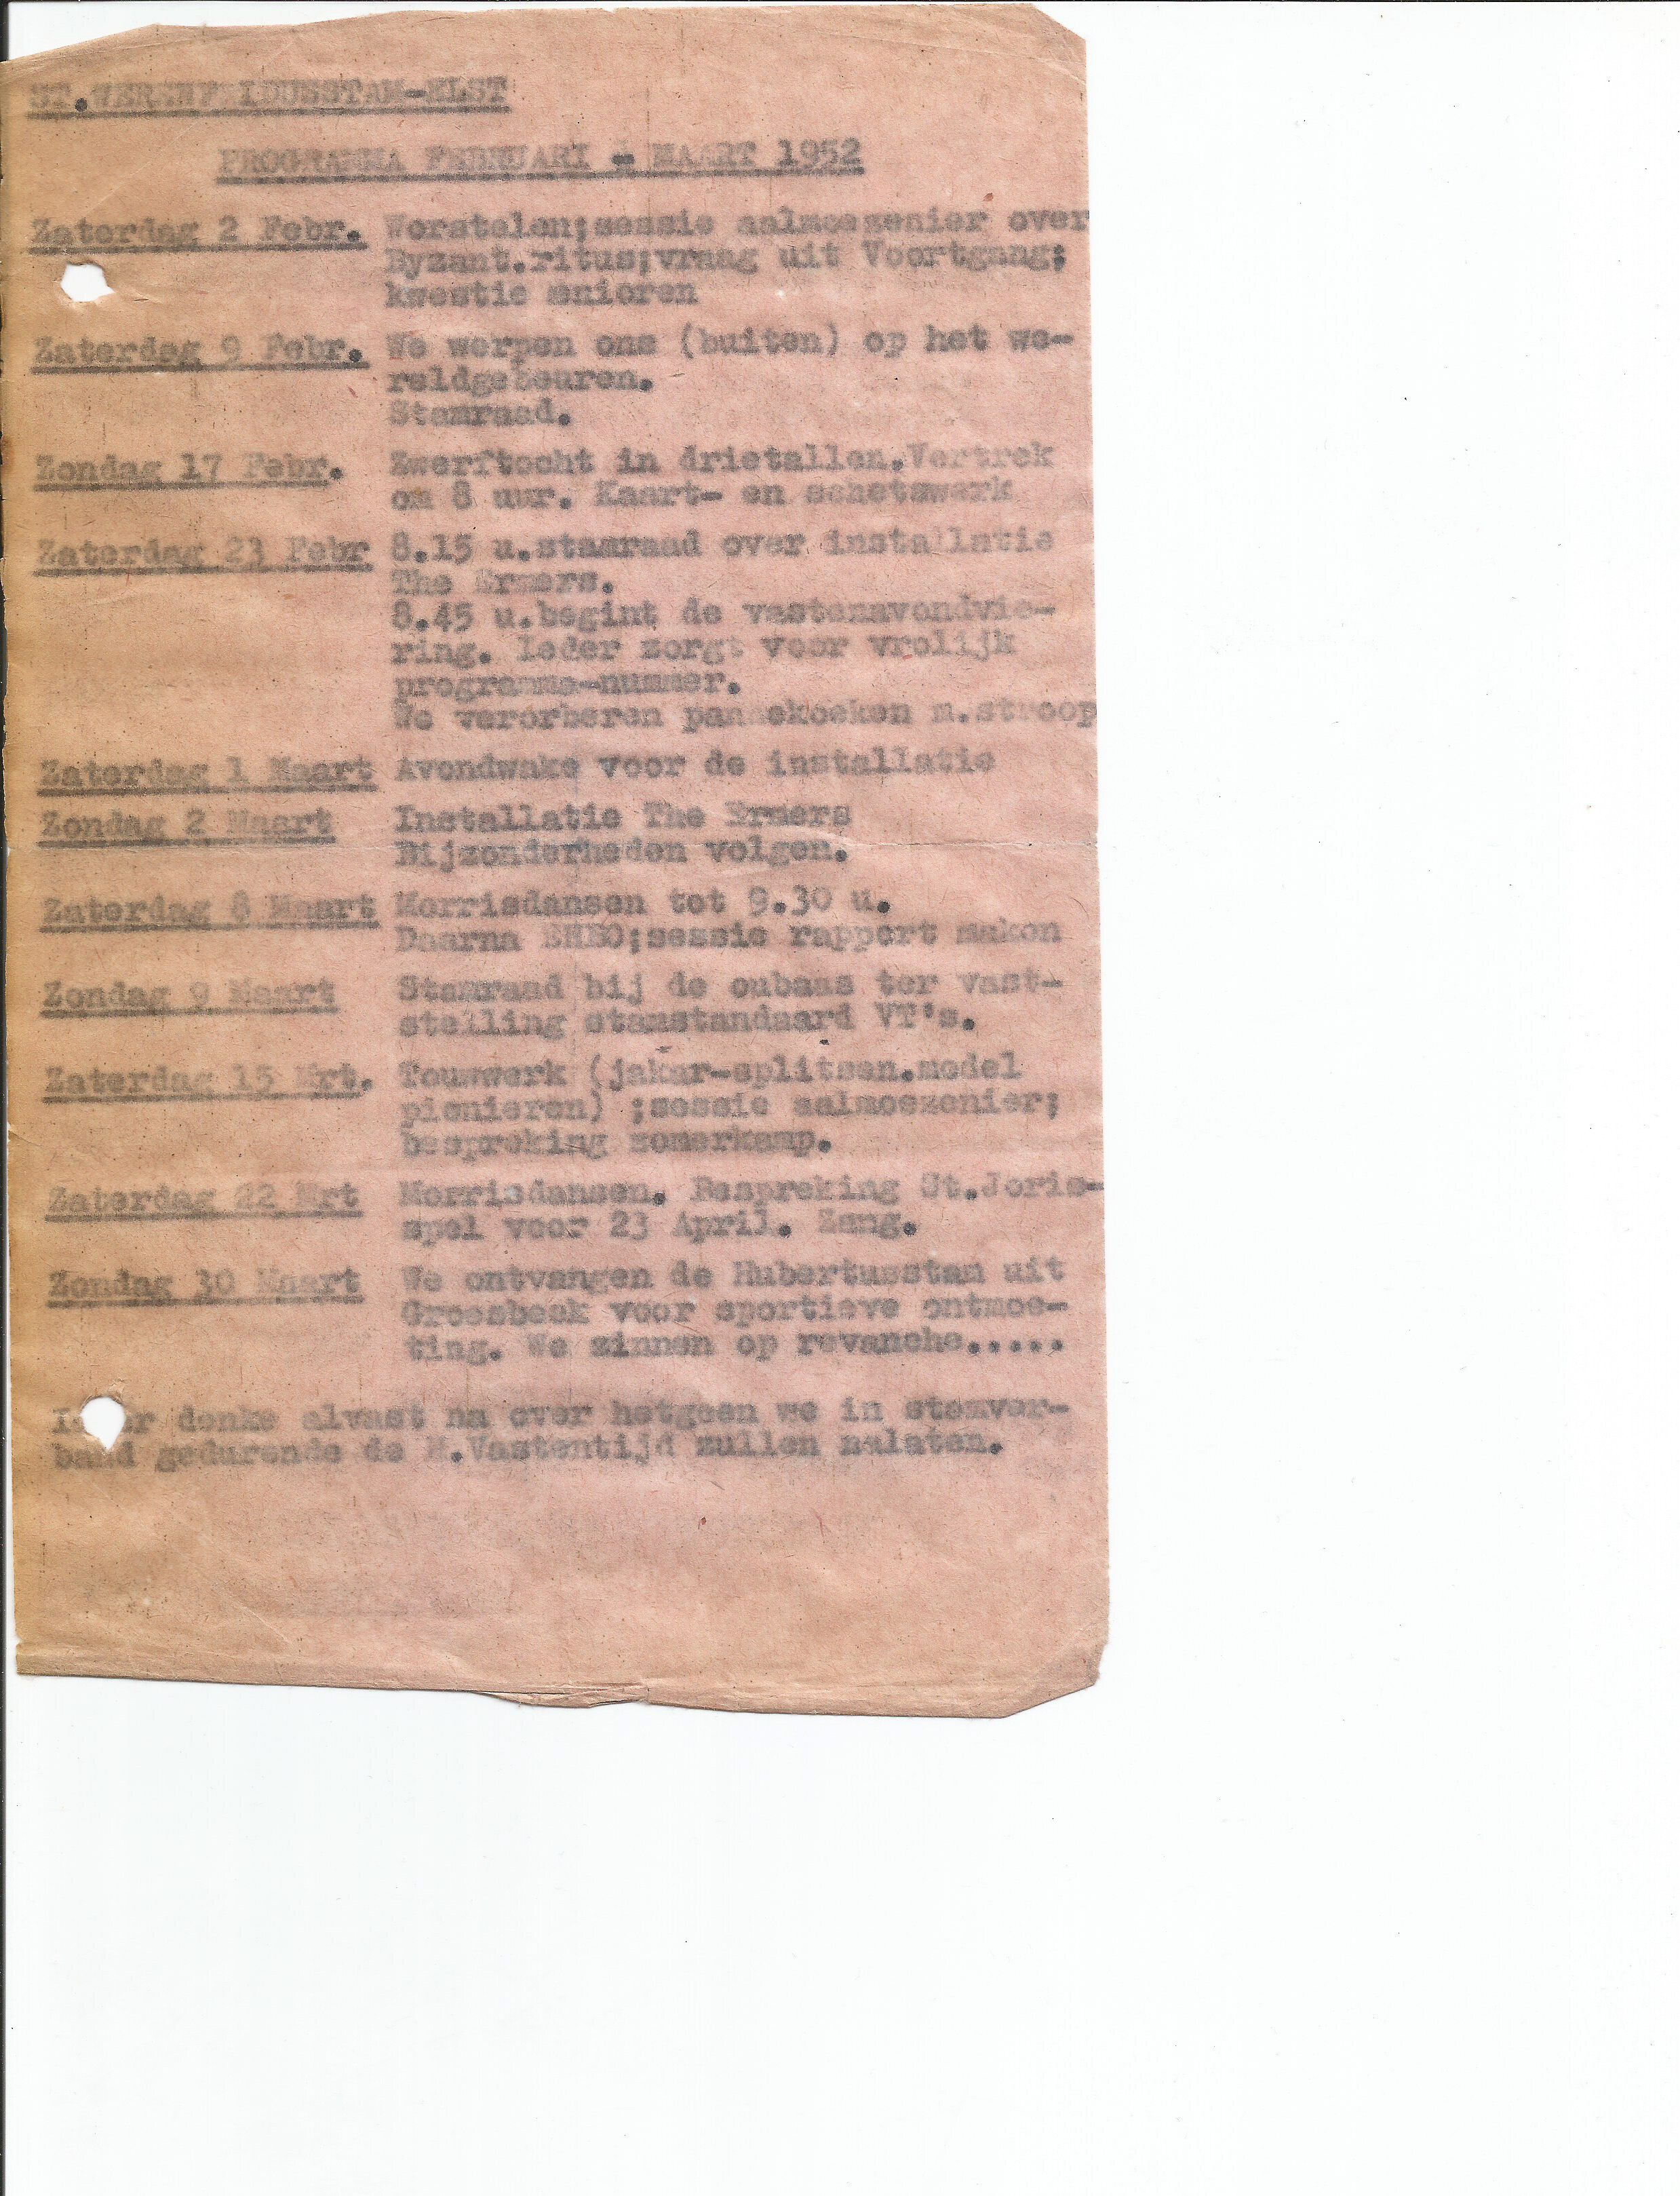 ST.WERENFRIDUSSTAM-ELST
PROGRAMMA FEBRUARI - MAART 1952
Zaterdag 2 Febr. Worstelen;sessie aalmoezenier over
Byzant.ritus;vraag uit Voortgang;
kwestie senioren
Zaterdag 9 Febr. We werpen ons (buiten) op het we-
reldgebeuren.
Stamraad.
Zondag 17 Febr. Zwerftocht in drietallen.Vertrek
om 8 uur. Kaart- en schetswerk
Zaterdag 23 Febr 8.15 u.stamraad over installatie
The Ermers.
8.45 u.begint de vastenavondvie-
ring. Ieder zorgt voor vrolijk
programma-nummer.
We verorberen pannekoeken m.stroop
Zaterdag 1 Maart Avondwake voor de installatie
Zondag 2 Maart Installatie The Ermers
Bijzonderheden volgen.
Zaterdag 8 Maart Morrisdansen tot 9.30 u.
Daarna EHBO;sessie rapport maken
Zondag 9 Maart Stamraad bij de oubaas ter vast-
stelling stamstandaard VT's.
Zaterdag 15 Mrt. Touwwerk (jakar-splitsen.model
pionieren) ;sessie aalmoezenier;
bespreking zomerkamp.
Zaterdag 22 Mrt Morrisdansen. Bespreking St.Joris-
spel voor 23 April. Zang.
Zondag 30 Maart We ontvangen de Hubertusstam uit
Groesbeek voor sportieve ontmoe-
ting. We zinnen op revanche.....
denke alvast na over hetgeen we in stamver-
band gedurende de H.Vastentijd zullen nalaten.